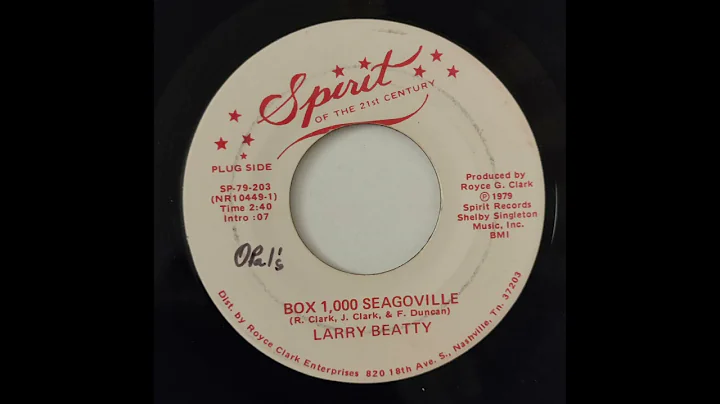 Spirit
OF THE 21st CENTURY
PLUG SIDE
SP-79-203
(NR10449-1)
Time 2:40
Intro :07
Produced by
Royce G. Clark
Ⓟ 1979
Spirit Records
Shelby Singleton
Music, Inc.
BMI
OPal's
BOX 1,000 SEAGOVILLE
(R. Clark, J. Clark, & F. Duncan)
LARRY BEATTY
Dist. by Royce Clark Enterprises 820 18th Ave. S., Nashville, Tn. 37203